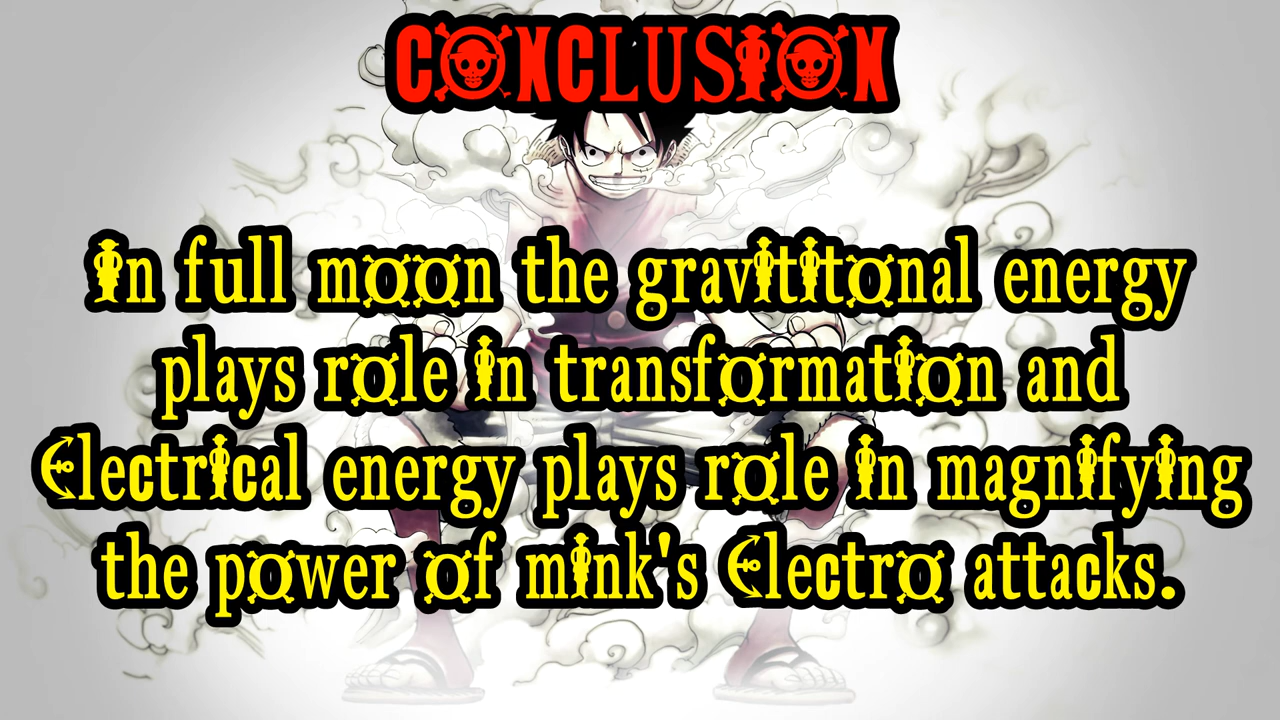 CONCLUSION
In full moon the gravititonal energy
plays role in transformation and
Electrical energy plays role in magnifying
the power of mink's Electro attacks.